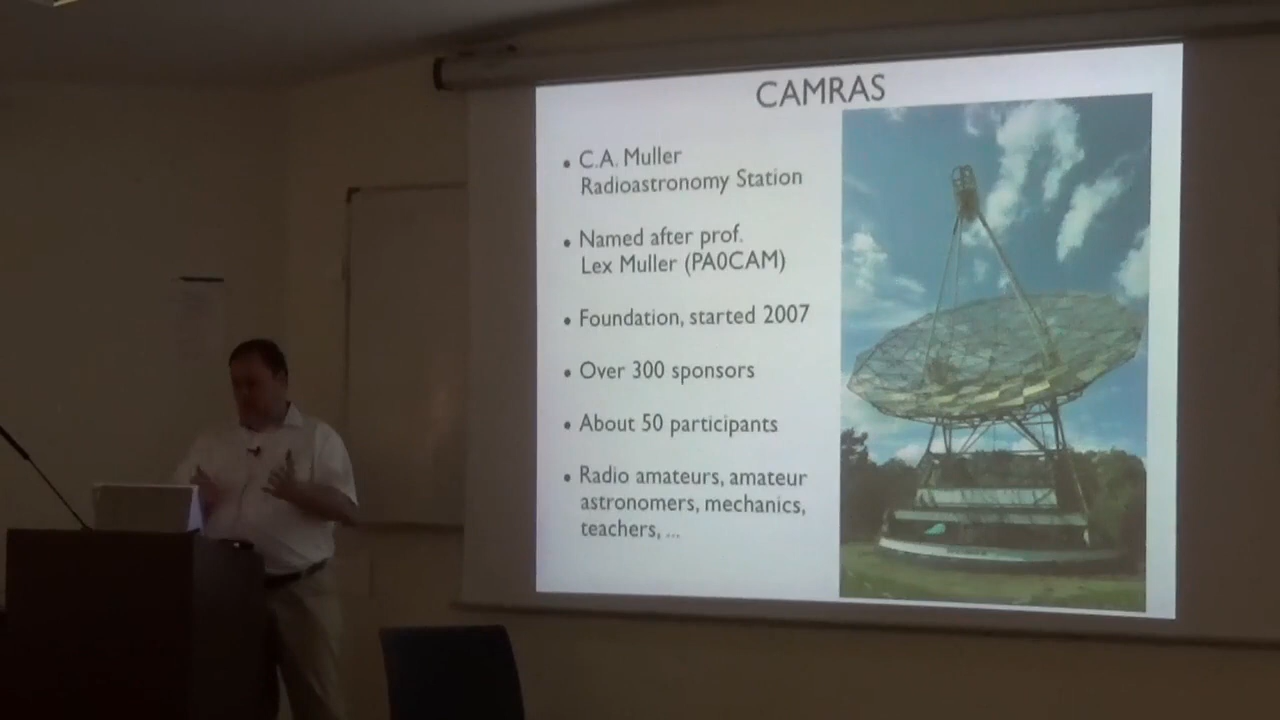 CAMRAS
• C.A. Muller
Radioastronomy Station
• Named after prof.
Lex Muller (PA0CAM)
• Foundation, started 2007
• Over 300 sponsors
• About 50 participants
• Radio amateurs, amateur
astronomers, mechanics,
teachers, ...